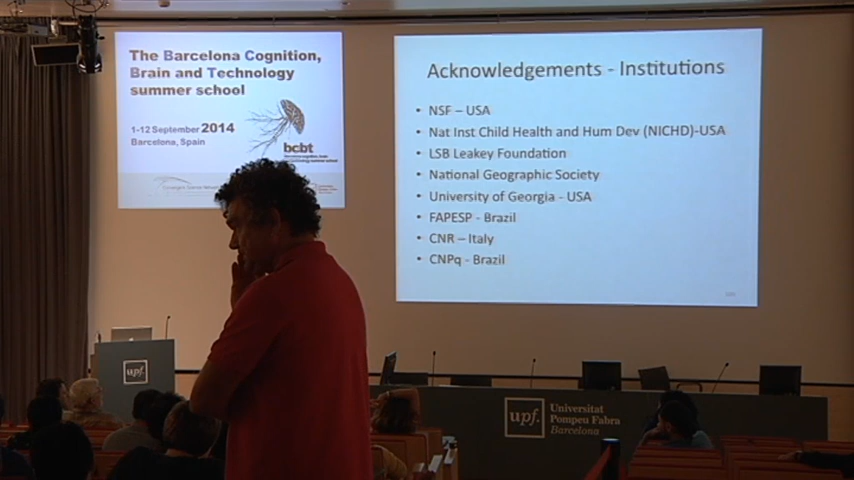 The Barcelona Cognition,
Brain and Technology
summer school
1-12 September 2014
Barcelona, Spain
bcbt
Acknowledgements - Institutions
• NSF – USA
• Nat Inst Child Health and Hum Dev (NICHD)-USA
• LSB Leakey Foundation
• National Geographic Society
• University of Georgia - USA
• FAPESP - Brazil
• CNR – Italy
• CNPq - Brazil
upf.
upf.
Universitat
Pompeu Fabra
Barcelona